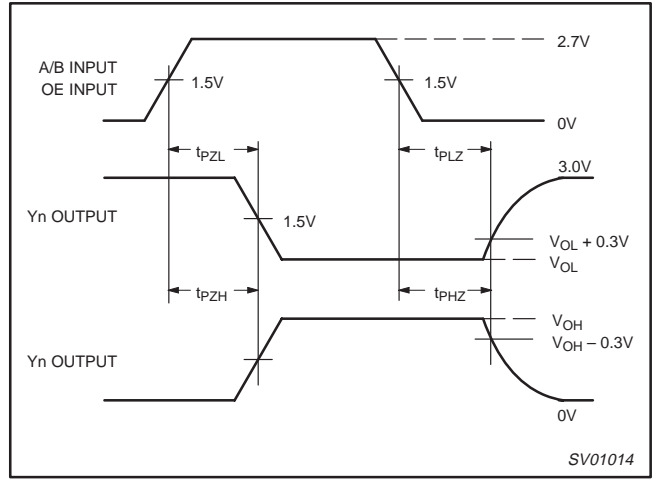 2.7V
A/B INPUT
OE INPUT
1.5V
1.5V
0V
tPZL
tPLZ
3.0V
Yn OUTPUT
1.5V
VOL + 0.3V
VOL
tPZH
tPHZ
VOH
VOH – 0.3V
Yn OUTPUT
0V
SV01014